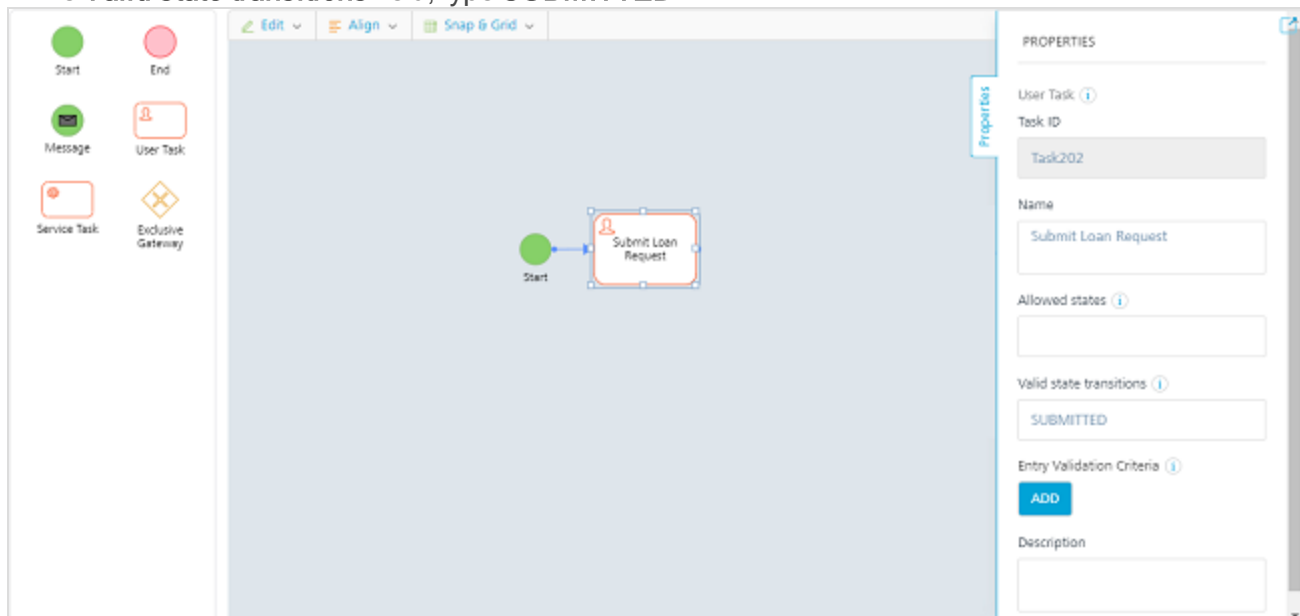 Edit
Align
Snap & Grid
Start
End
Message
User Task
Service Task
Exclusive
Gateway
Start
Submit Loan
Request
Properties
PROPERTIES
User Task
Task ID
Task202
Name
Submit Loan Request
Allowed states
Valid state transitions
SUBMITTED
Entry Validation Criteria
ADD
Description